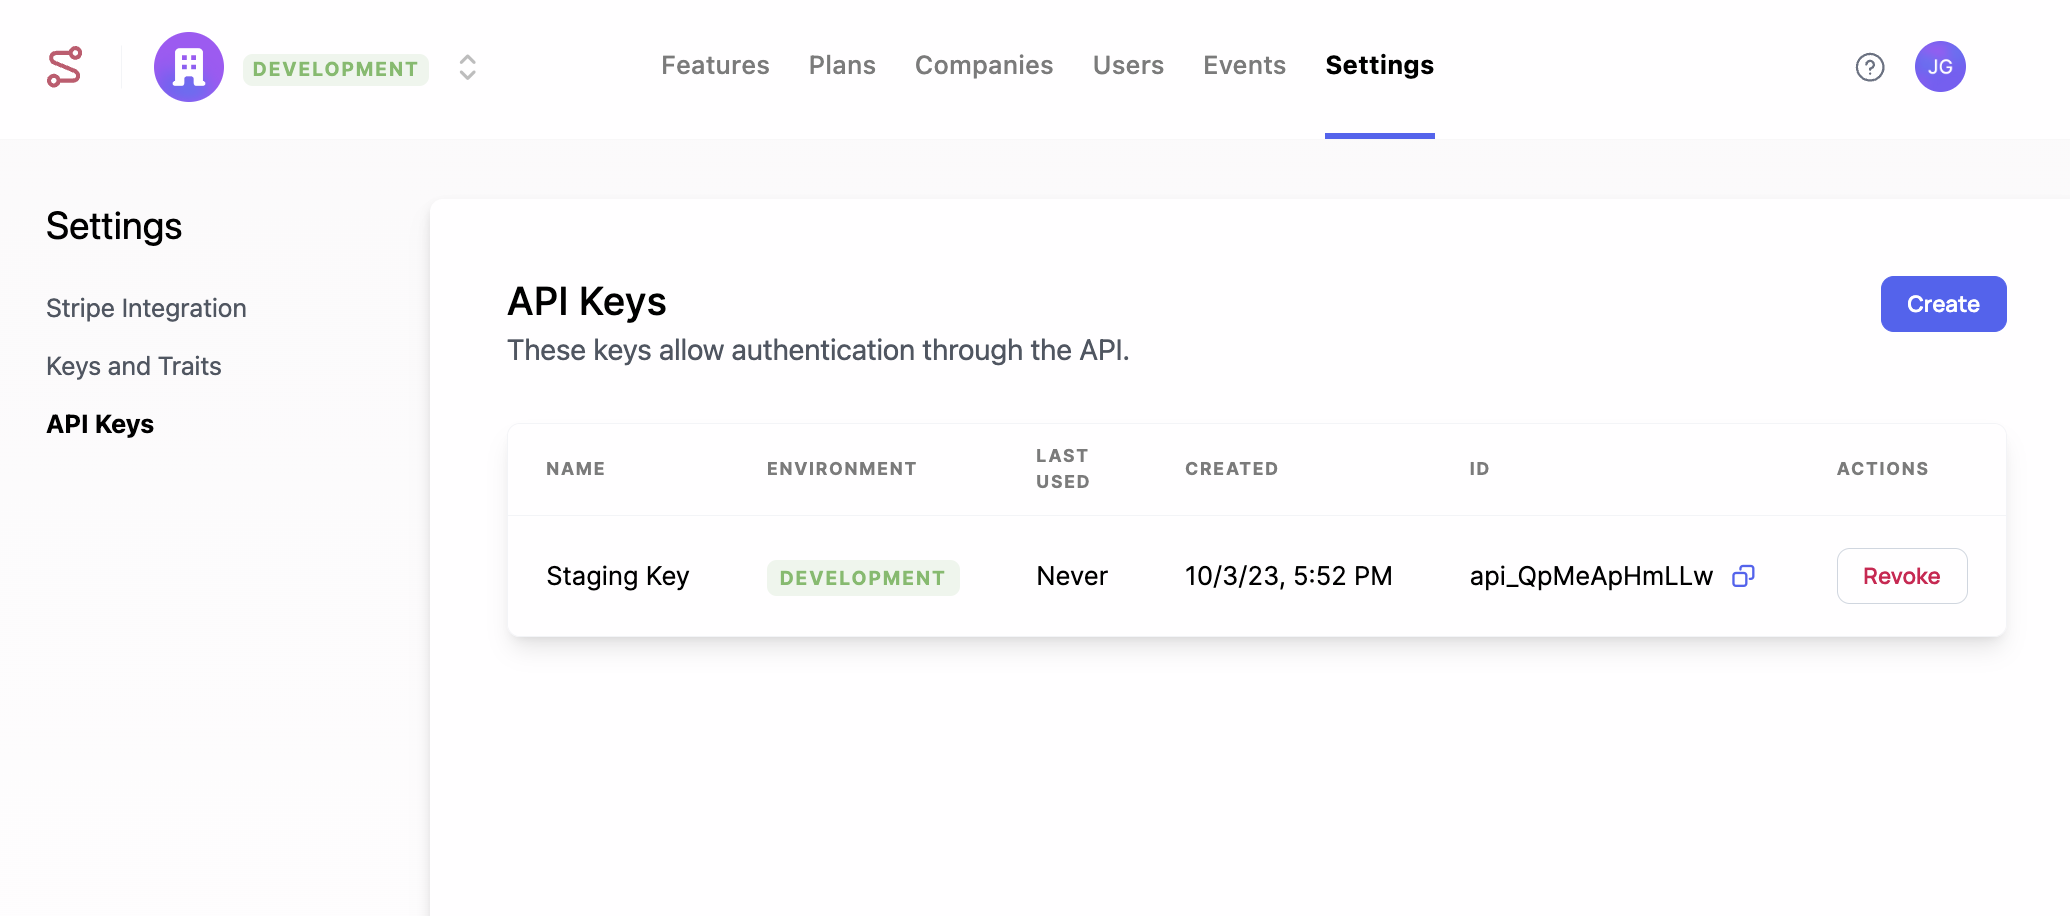 DEVELOPMENT
Features Plans Companies Users Events Settings
? JG
Settings
Stripe Integration
Keys and Traits
API Keys
API Keys
These keys allow authentication through the API.
Create
NAME ENVIRONMENT LAST USED CREATED ID ACTIONS
Staging Key DEVELOPMENT Never 10/3/23, 5:52 PM api_QpMeApHmLLw Revoke